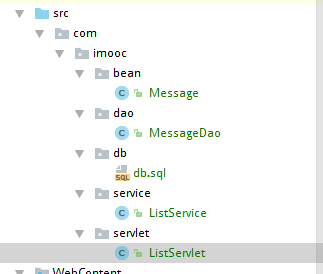 src
com
imooc
bean
C Message
dao
C MessageDao
db
SQL db.sql
service
C ListService
servlet
C ListServlet
WebContent